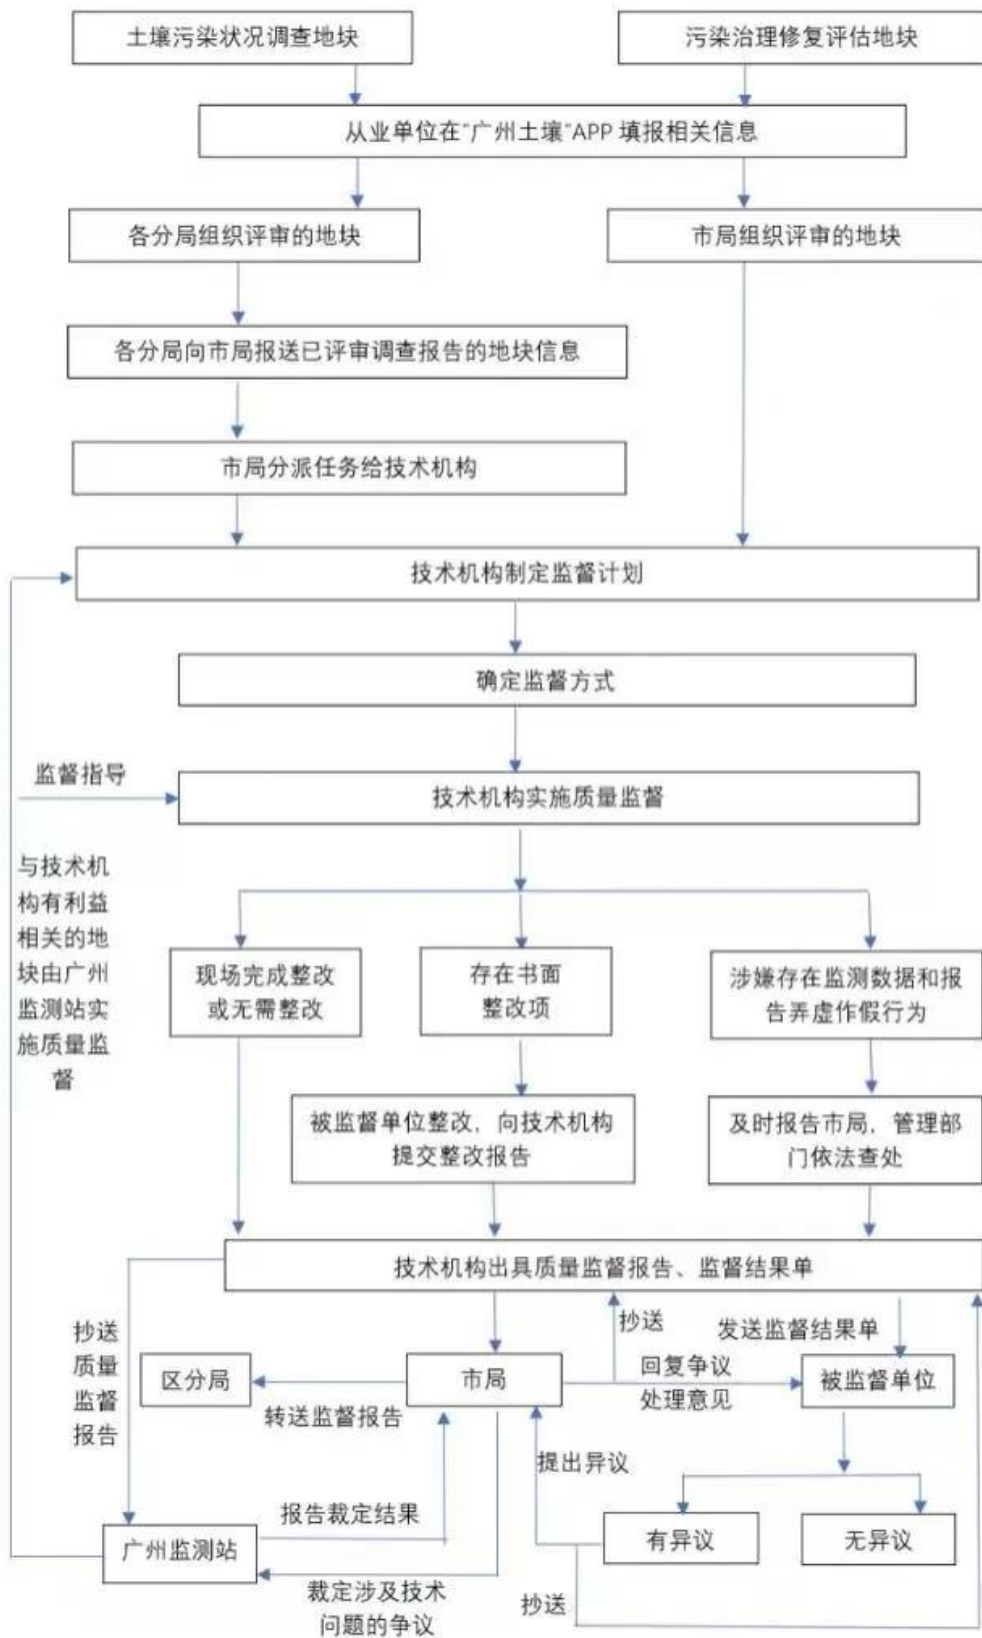 土壤污染状况调查地块
污染治理修复评估地块
从业单位在“广州土壤”APP 填报相关信息
各分局组织评审的地块
市局组织评审的地块
各分局向市局报送已评审调查报告的地块信息
市局分派任务给技术机构
技术机构制定监督计划
确定监督方式
监督指导
技术机构实施质量监督
与技术机
构有利益
相关的地
块由广州
监测站实
施质量监
督
现场完成整改
或无需整改
存在书面
整改项
涉嫌存在监测数据和报
告弄虚作假行为
被监督单位整改，向技术机构
提交整改报告
及时报告市局，管理部
门依法查处
技术机构出具质量监督报告、监督结果单
抄送
质量
监督
报告
抄送
发送监督结果单
区分局
市局
回复争议
处理意见
被监督单位
转送监督报告
提出异议
报告裁定结果
有异议
无异议
广州监测站
裁定涉及技术
问题的争议
抄送